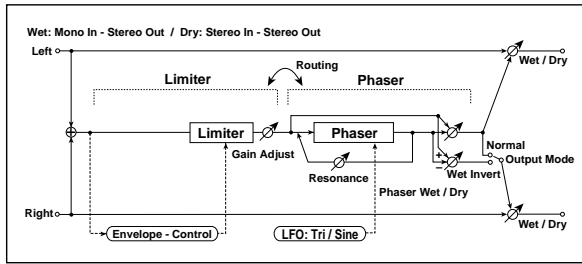 Wet: Mono In - Stereo Out / Dry: Stereo In - Stereo Out
Left
Wet / Dry
Routing
Limiter
Phaser
Limiter
Phaser
Gain Adjust
Resonance
+
−
Normal
Output Mode
Wet Invert
Phaser Wet / Dry
Right
Wet / Dry
Envelope - Control
LFO: Tri / Sine